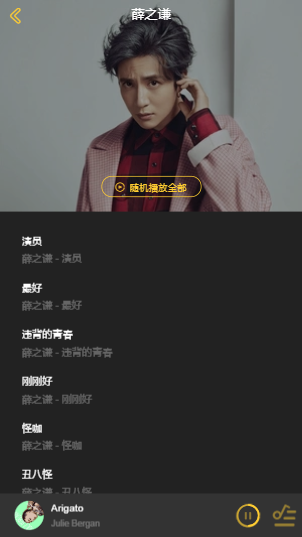 薛之谦
随机播放全部
演员
薛之谦 - 演员
最好
薛之谦 - 最好
违背的青春
薛之谦 - 违背的青春
刚刚好
薛之谦 - 刚刚好
怪咖
薛之谦 - 怪咖
丑八怪
薛之谦 - 丑八怪
Arigato
Julie Bergan